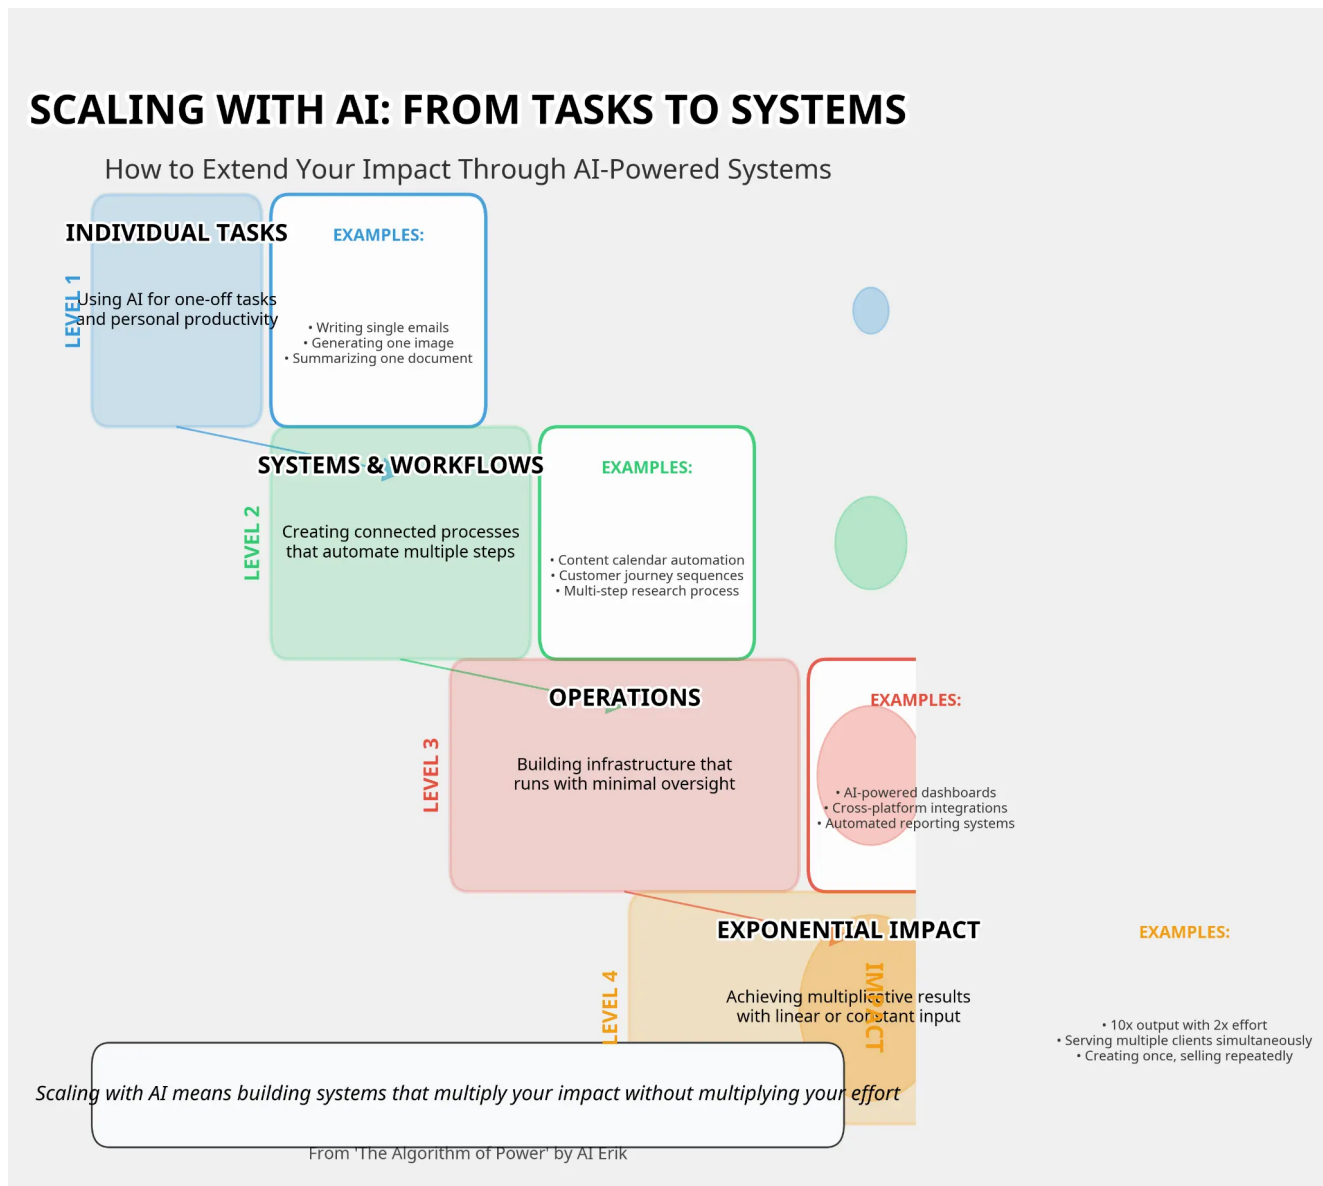 SCALING WITH AI: FROM TASKS TO SYSTEMS
How to Extend Your Impact Through AI-Powered Systems
LEVEL 1
INDIVIDUAL TASKS
Using AI for one-off tasks
and personal productivity
EXAMPLES:
• Writing single emails
• Generating one image
• Summarizing one document
LEVEL 2
SYSTEMS & WORKFLOWS
Creating connected processes
that automate multiple steps
EXAMPLES:
• Content calendar automation
• Customer journey sequences
• Multi-step research process
LEVEL 3
OPERATIONS
Building infrastructure that
runs with minimal oversight
EXAMPLES:
• AI-powered dashboards
• Cross-platform integrations
• Automated reporting systems
LEVEL 4
EXPONENTIAL IMPACT
Achieving multiplicative results
with linear or constant input
IMPACT
EXAMPLES:
• 10x output with 2x effort
• Serving multiple clients simultaneously
• Creating once, selling repeatedly
Scaling with AI means building systems that multiply your impact without multiplying your effort
From 'The Algorithm of Power' by AI Erik